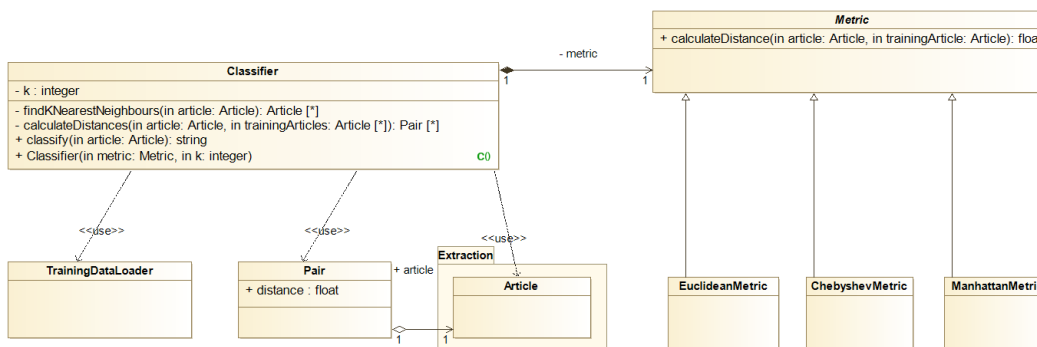 Metric
+ calculateDistance(in article: Article, in trainingArticle: Article): float
- metric
1
1
Classifier
- k : integer
- findKNearestNeighbours(in article: Article): Article [*]
- calculateDistances(in article: Article, in trainingArticles: Article [*]): Pair [*]
+ classify(in article: Article): string
+ Classifier(in metric: Metric, in k: integer)
C()
<<use>>
<<use>>
<<use>>
TrainingDataLoader
Pair
+ distance : float
+ article
1
1
Extraction
Article
EuclideanMetric
ChebyshevMetric
ManhattanMetric